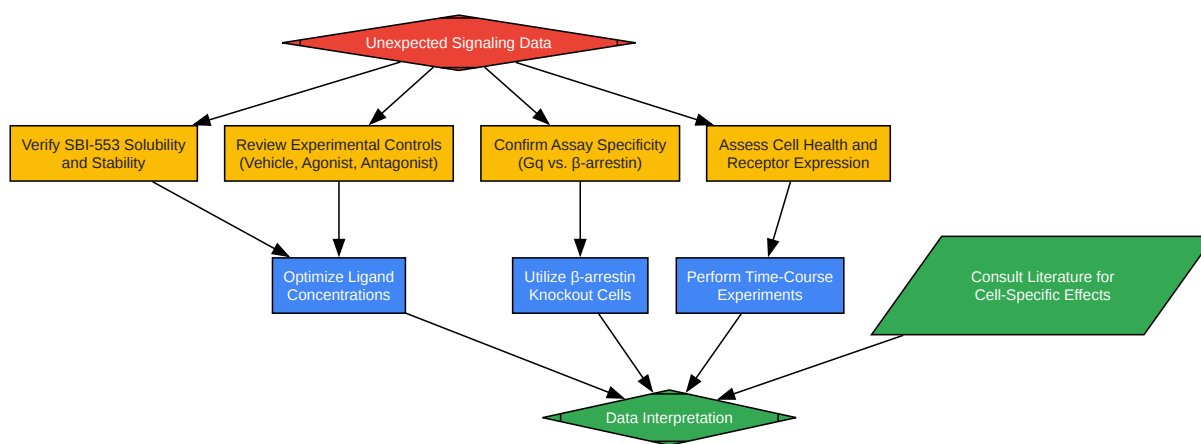 Unexpected Signaling Data
Verify SBI-553 Solubility
and Stability
Review Experimental Controls
(Vehicle, Agonist, Antagonist)
Confirm Assay Specificity
(Gq vs. β-arrestin)
Assess Cell Health and
Receptor Expression
Optimize Ligand
Concentrations
Utilize β-arrestin
Knockout Cells
Perform Time-Course
Experiments
Consult Literature for
Cell-Specific Effects
Data Interpretation